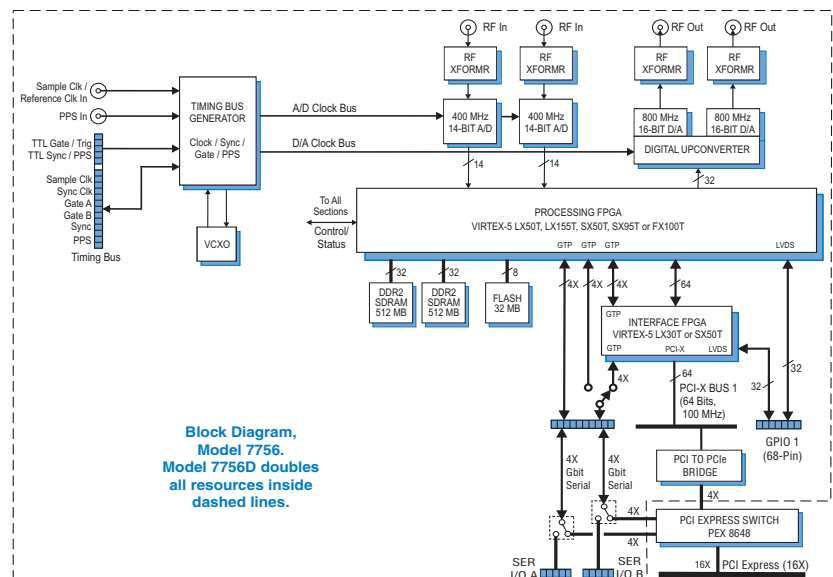 RF In
RF In
RF Out
RF Out
RF
XFORMR
RF
XFORMR
RF
XFORMR
RF
XFORMR
Sample Clk /
Reference Clk In
PPS In
TTL Gate / Trig
TTL Sync / PPS
Sample Clk
Sync Clk
Gate A
Gate B
Sync
PPS
Timing Bus
TIMING BUS
GENERATOR
Clock / Sync /
Gate / PPS
VCXO
A/D Clock Bus
D/A Clock Bus
400 MHz
14-BIT A/D
400 MHz
14-BIT A/D
800 MHz
16-BIT D/A
800 MHz
16-BIT D/A
DIGITAL UPCONVERTER
14
14
32
To All
Sections
Control/
Status
PROCESSING FPGA
VIRTEX-5 LX50T, LX155T, SX50T, SX95T or FX100T
GTP
GTP
GTP
LVDS
32
32
8
4X
4X
4X
64
DDR2
SDRAM
512 MB
DDR2
SDRAM
512 MB
FLASH
32 MB
GTP
INTERFACE FPGA
VIRTEX-5 LX30T or SX50T
GTP
PCI-X
LVDS
4X
64
32
32
PCI-X BUS 1
(64 Bits,
100 MHz)
GPIO 1
(68-Pin)
Block Diagram,
Model 7756.
Model 7756D doubles
all resources inside
dashed lines.
4X
Gbit
Serial
4X
Gbit
Serial
PCI TO PCIe
BRIDGE
4X
4X
4X
PCI EXPRESS SWITCH
PEX 8648
SER
I/O A
SER
I/O B
16X
PCI Express (16X)